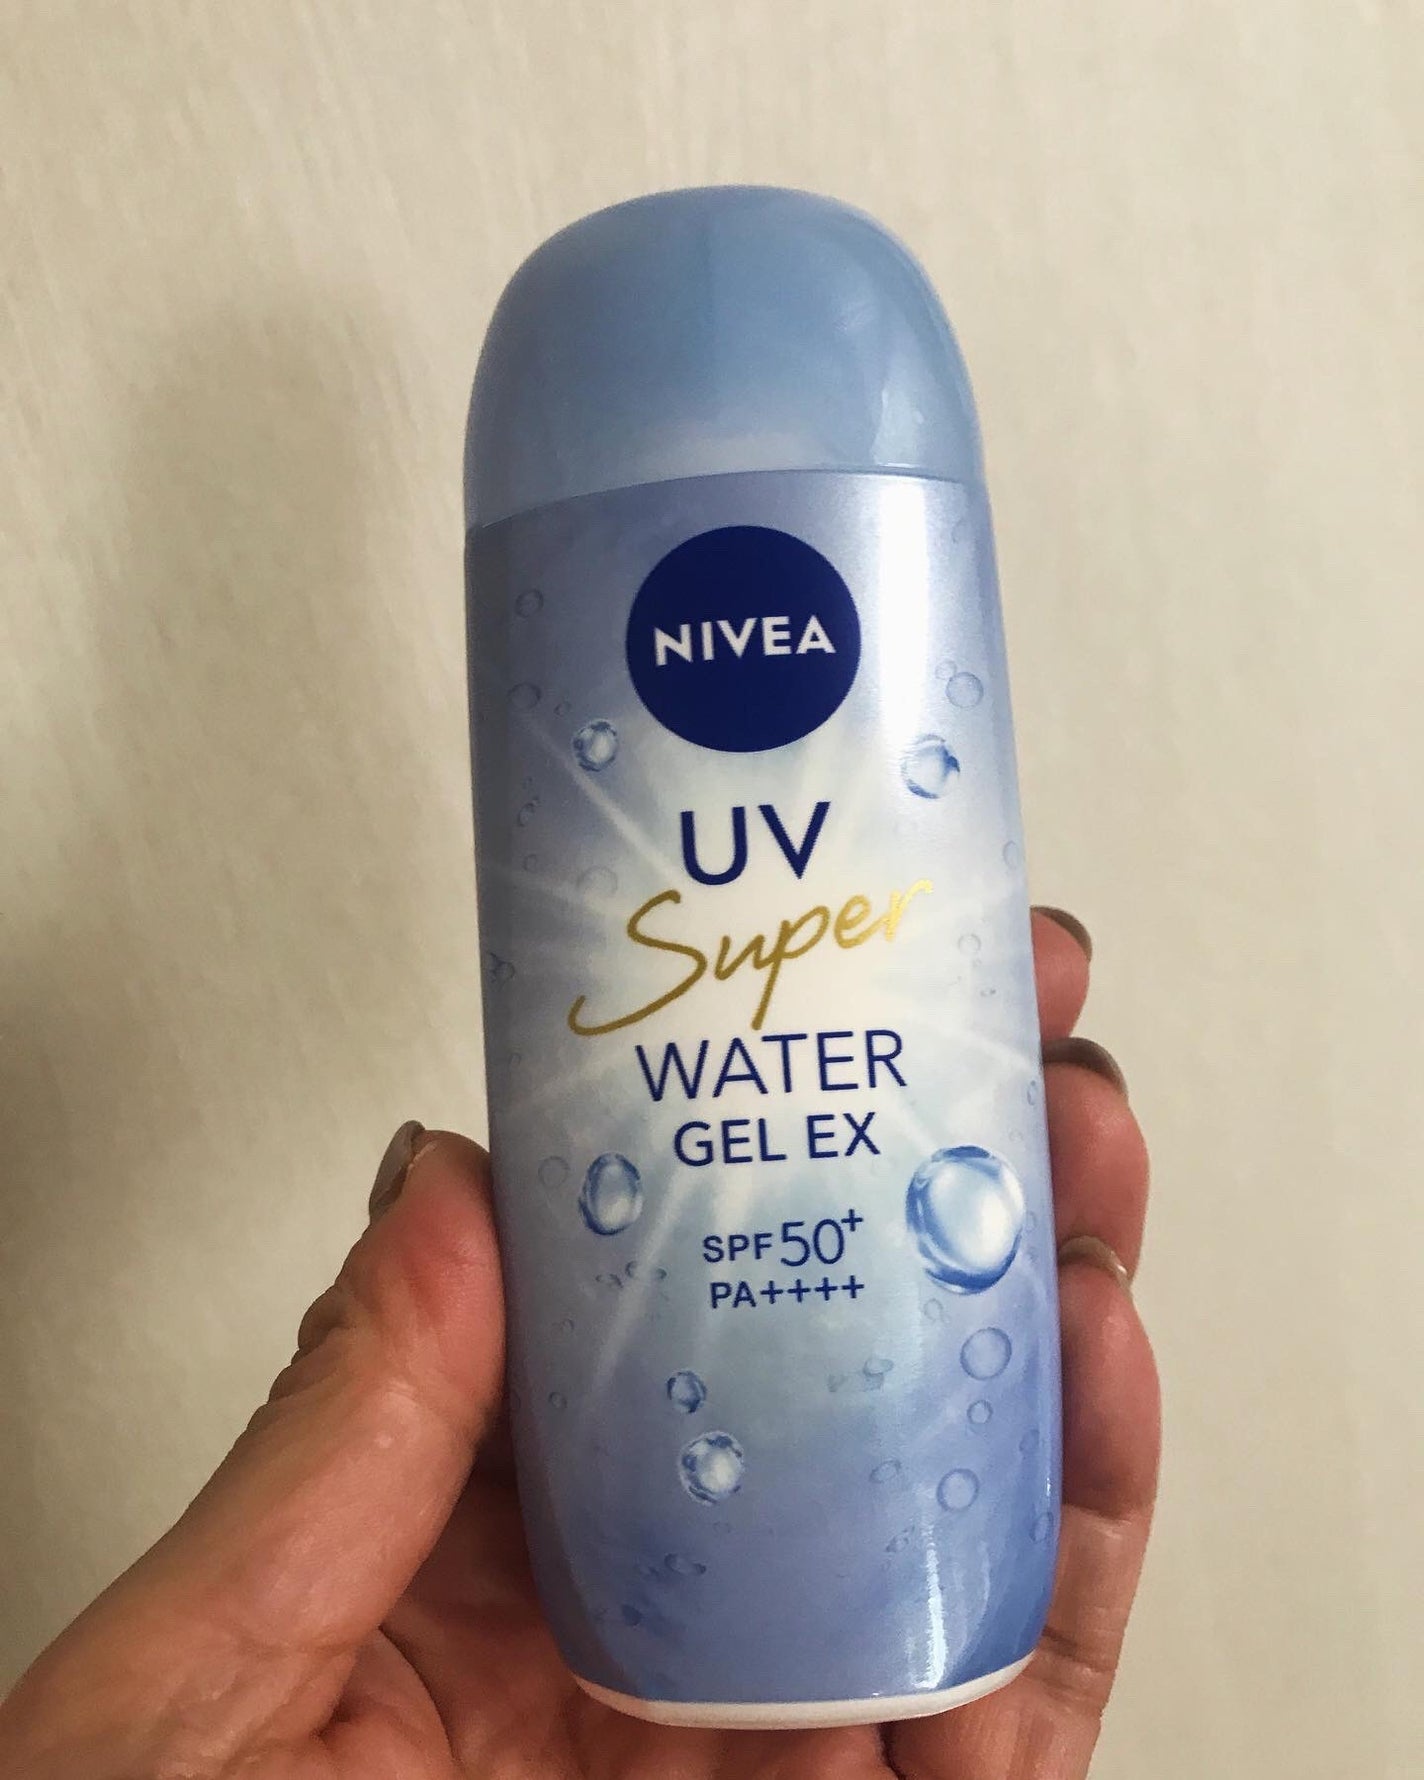 NIVEA
UV
Super
WATER
GEL EX
SPF50+
PA++++